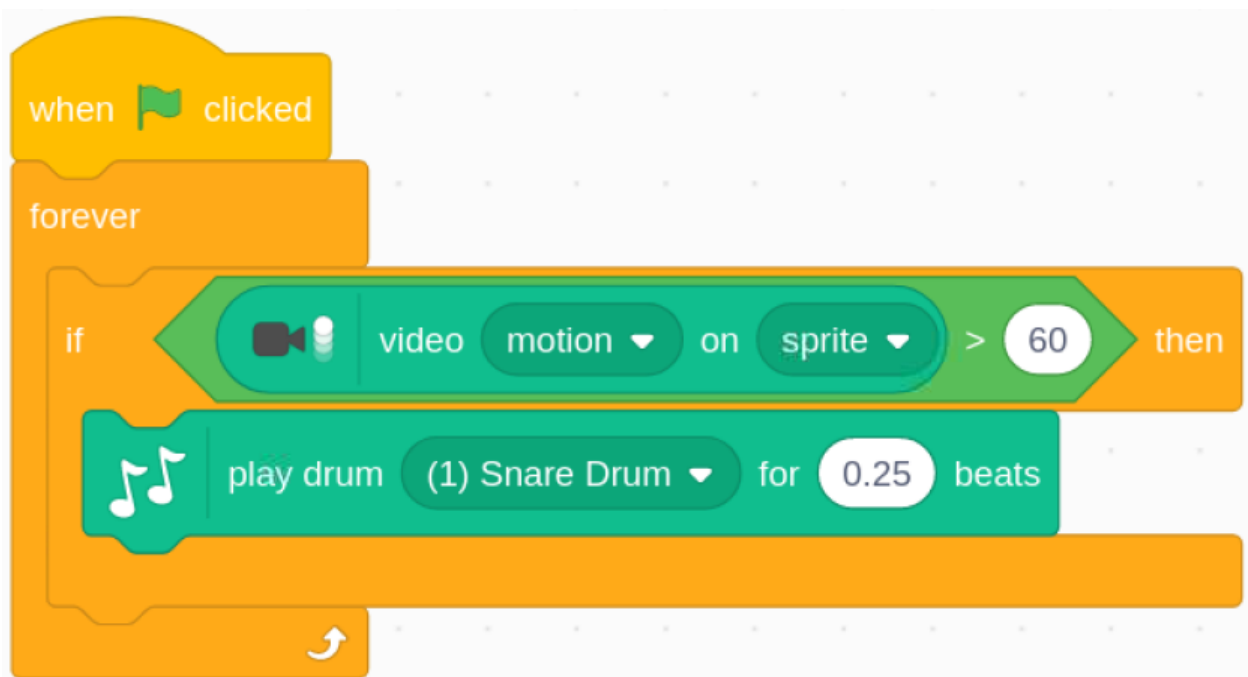 when clicked
forever
if video motion on sprite > 60 then
play drum (1) Snare Drum for 0.25 beats